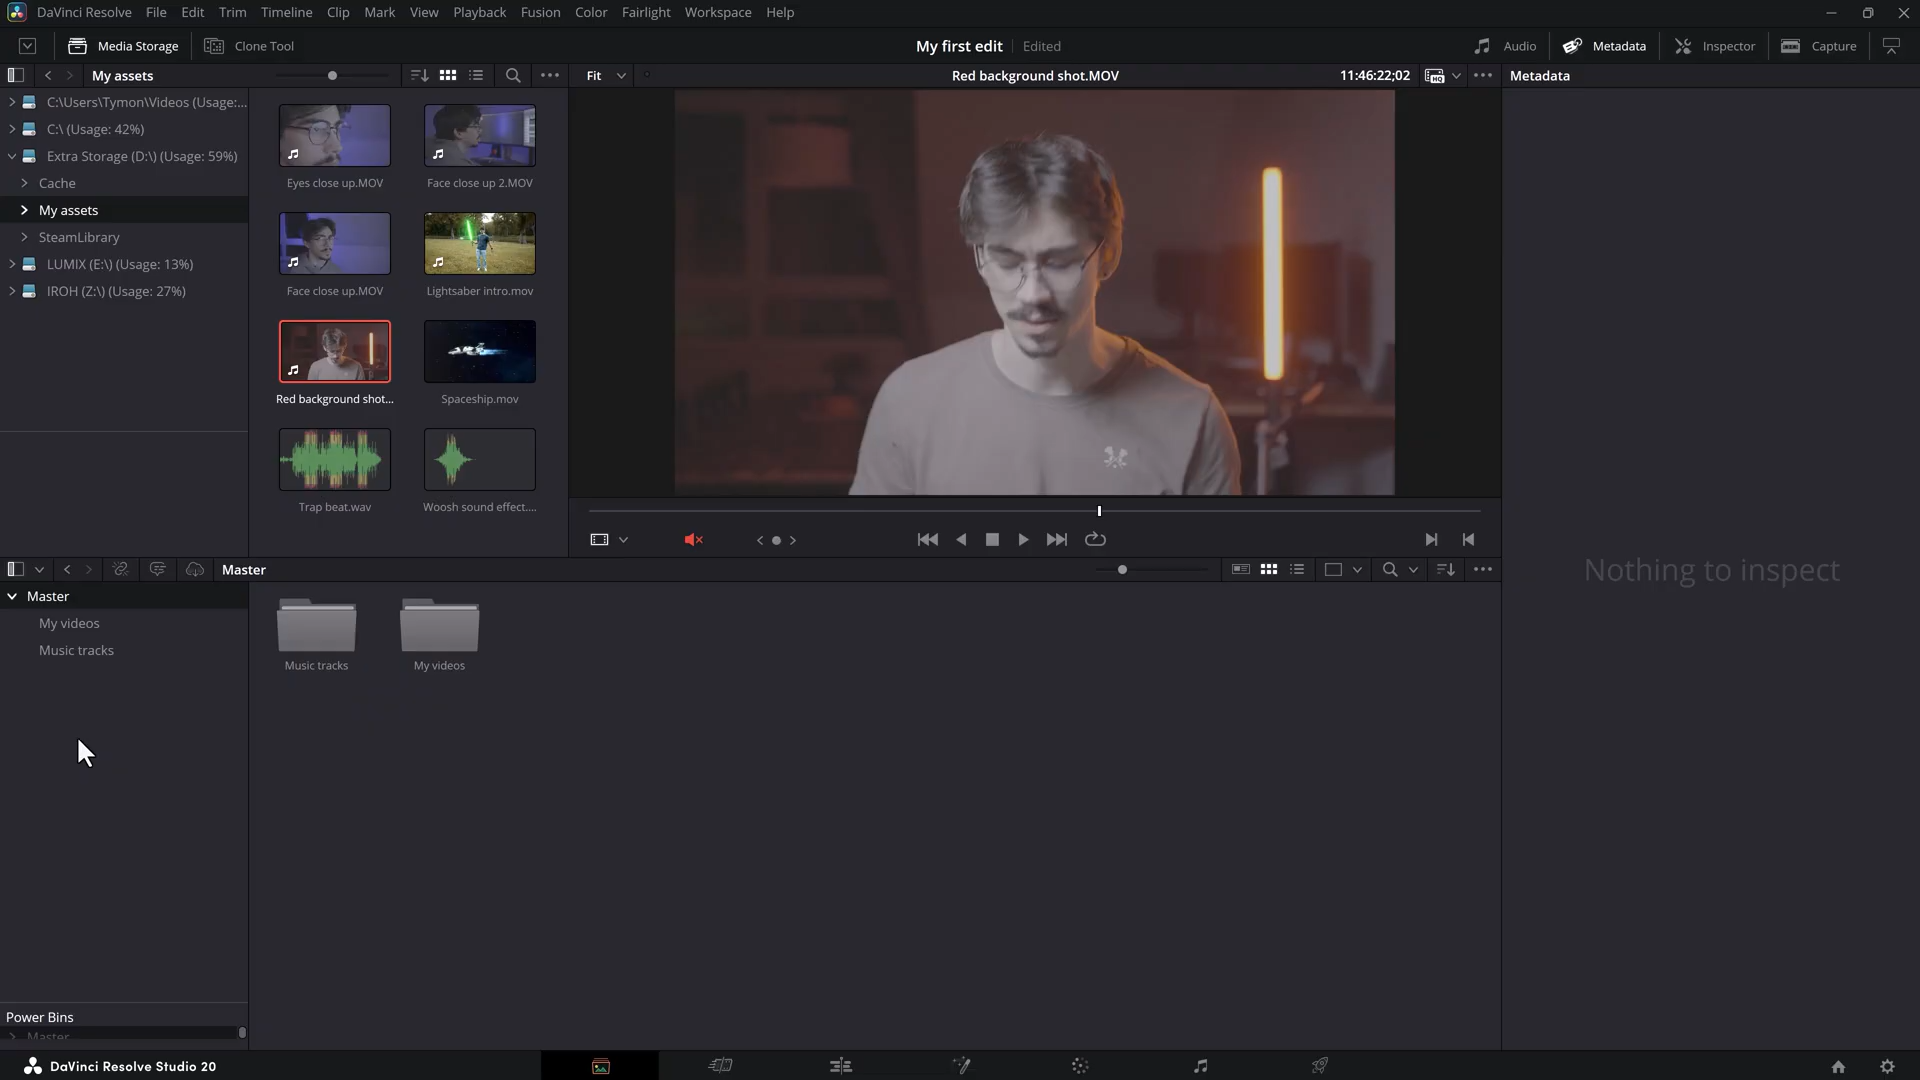 DaVinci Resolve File Edit Trim Timeline Clip Mark View Playback Fusion Color Fairlight Workspace Help
Media Storage Clone Tool My first edit Edited Audio Metadata Inspector Capture
My assets Fit Red background shot.MOV 11:46:22;02 Metadata
C:\Users\Tymon\Videos (Usage:...
C:\ (Usage: 42%)
Extra Storage (D:\) (Usage: 59%)
Cache
My assets
SteamLibrary
LUMIX (E:\) (Usage: 13%)
IROH (Z:\) (Usage: 27%)
Eyes close up.MOV Face close up 2.MOV
Face close up.MOV Lightsaber intro.mov
Red background shot... Spaceship.mov
Trap beat.wav Woosh sound effect....
Nothing to inspect
Master
Master
My videos
Music tracks
Music tracks My videos
Power Bins
Master
DaVinci Resolve Studio 20